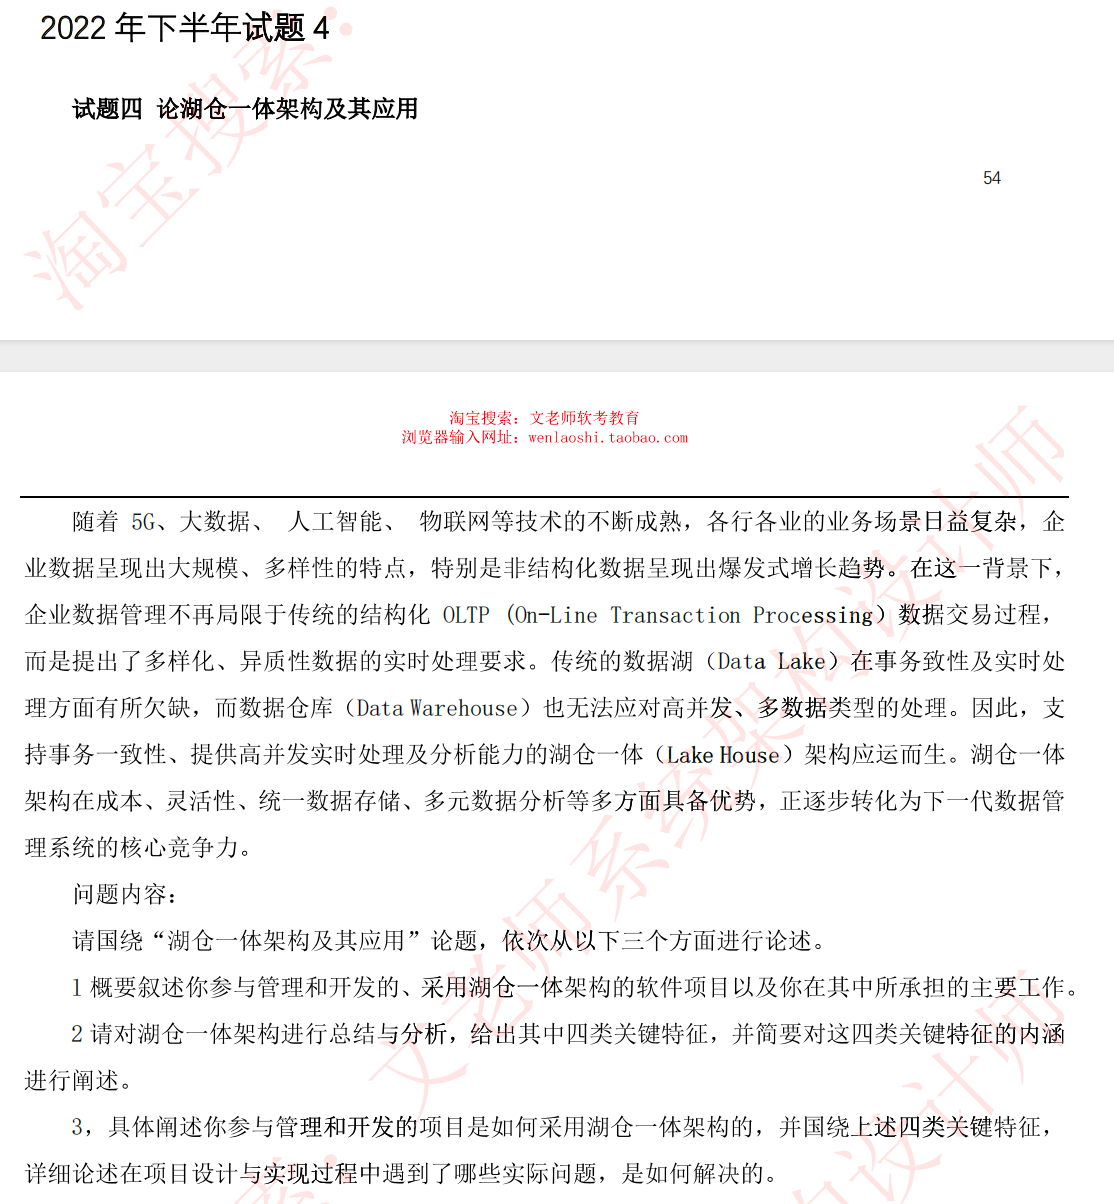 2022 年下半年试题 4
试题四 论湖仓一体架构及其应用
淘宝搜索：
54
淘宝搜索：文老师软考教育
浏览器输入网址：wenlaoshi.taobao.com
随着 5G、大数据、 人工智能、 物联网等技术的不断成熟，各行各业的业务场景日益复杂，企
业数据呈现出大规模、多样性的特点，特别是非结构化数据呈现出爆发式增长趋势。在这一背景下，
企业数据管理不再局限于传统的结构化 OLTP (On-Line Transaction Processing）数据交易过程，
而是提出了多样化、异质性数据的实时处理要求。传统的数据湖（Data Lake）在事务致性及实时处
理方面有所欠缺，而数据仓库（Data Warehouse）也无法应对高并发、多数据类型的处理。因此，支
持事务一致性、提供高并发实时处理及分析能力的湖仓一体（Lake House）架构应运而生。湖仓一体
架构在成本、灵活性、统一数据存储、多元数据分析等多方面具备优势，正逐步转化为下一代数据管
理系统的核心竞争力。
问题内容：
请国绕“湖仓一体架构及其应用”论题，依次从以下三个方面进行论述。
1 概要叙述你参与管理和开发的、采用湖仓一体架构的软件项目以及你在其中所承担的主要工作。
2 请对湖仓一体架构进行总结与分析，给出其中四类关键特征，并简要对这四类关键特征的内涵
进行阐述。
3，具体阐述你参与管理和开发的项目是如何采用湖仓一体架构的，并国绕上述四类关键特征，
详细论述在项目设计与实现过程中遇到了哪些实际问题，是如何解决的。
文老师系统架构设计师
索：
设计师